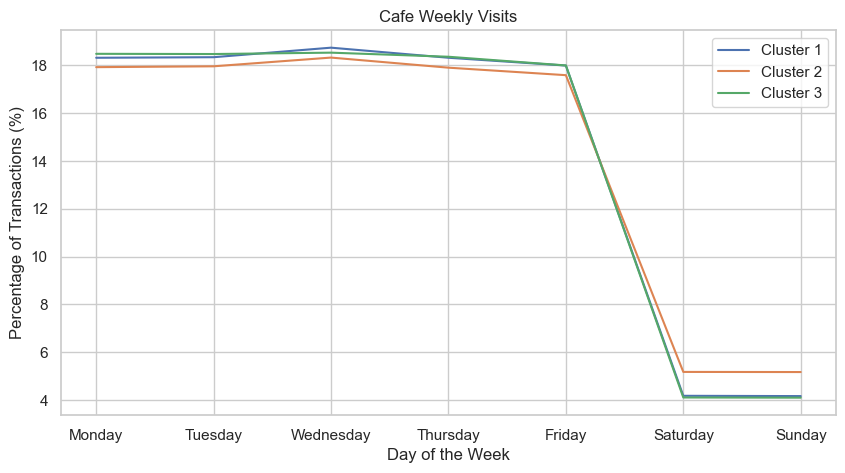 Cafe Weekly Visits
Percentage of Transactions (%)
18
16
14
12
10
8
6
4
Cluster 1
Cluster 2
Cluster 3
Monday Tuesday Wednesday Thursday Friday Saturday Sunday
Day of the Week